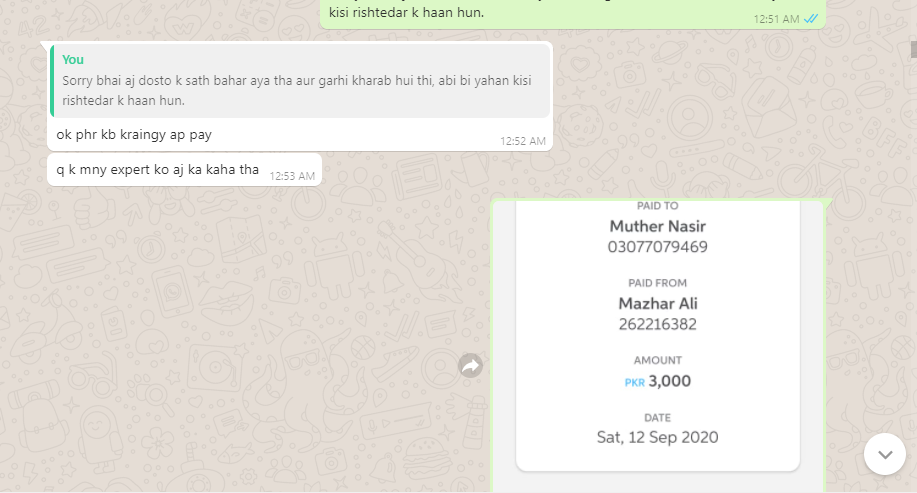 kisi rishtedar k haan hun.
12:51 AM
You
Sorry bhai aj dosto k sath bahar aya tha aur garhi kharab hui thi, abi bi yahan kisi
rishtedar k haan hun.
ok phr kb kraingy ap pay
12:52 AM
q k mny expert ko aj ka kaha tha
12:53 AM
PAID TO
Muther Nasir
03077079469
PAID FROM
Mazhar Ali
262216382
AMOUNT
PKR 3,000
DATE
Sat, 12 Sep 2020